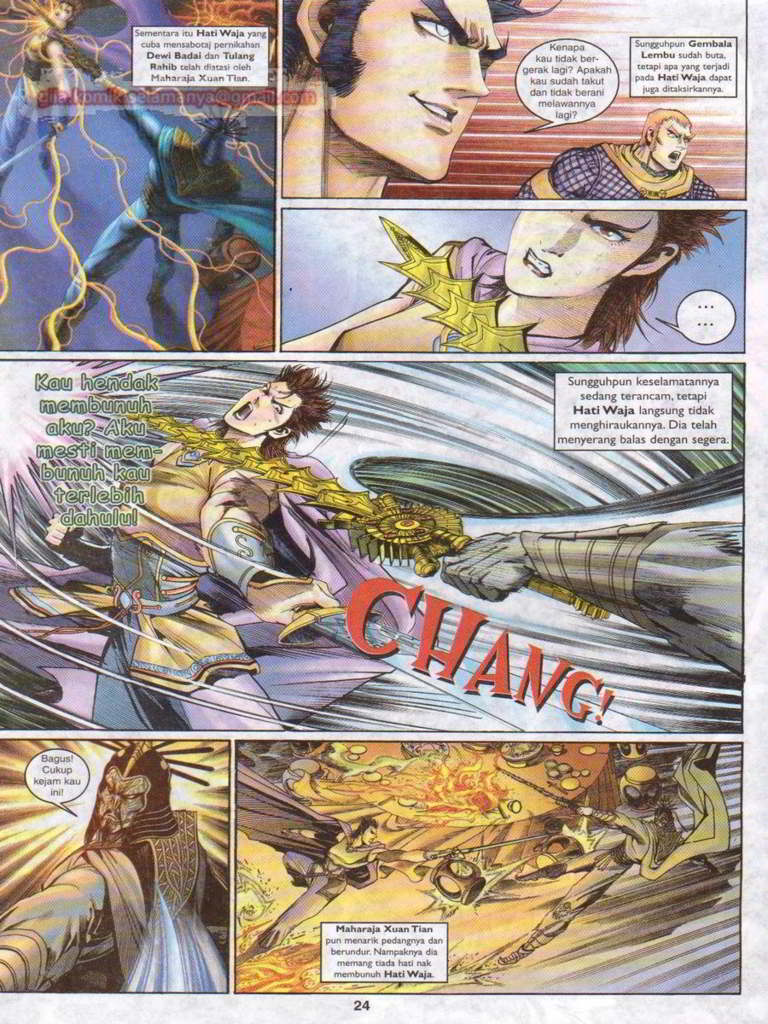 Sementara itu Hati Waja yang
cuba mensabotaj pernikahan
Dewi Badai dan Tulang
Rahib telah distasi oleh
Maharaja Xuan Tian.
Kenapa
kau tidak ber-
gerak lagi? Apakah
kau sudah takut
dan tidak berani
melawannya
lagi?
Sungguhpun Gembala
Lembu sudah buta,
tetapi apa yang terjadi
pada Hati Waja dapat
juga ditaksirkannya.
...
...
Kau hendak
membunuh
aku? Aku
mesti mem-
bunuh kau
terlebih
dahulu!
Sungguhpun keselamatannya
sedang terancam, tetapi
Hati Waja langsung tidak
menghiraukannya. Dia telah
menyerang balas dengan segera.
CHANG!
Bagus!
Cukup
kejam kau
ini!
Maharaja Xuan Tian
pun menarik pedangnya dan
berundur. Nampaknya dia
memang tiada hati nak
membunuh Hati Waja.
24